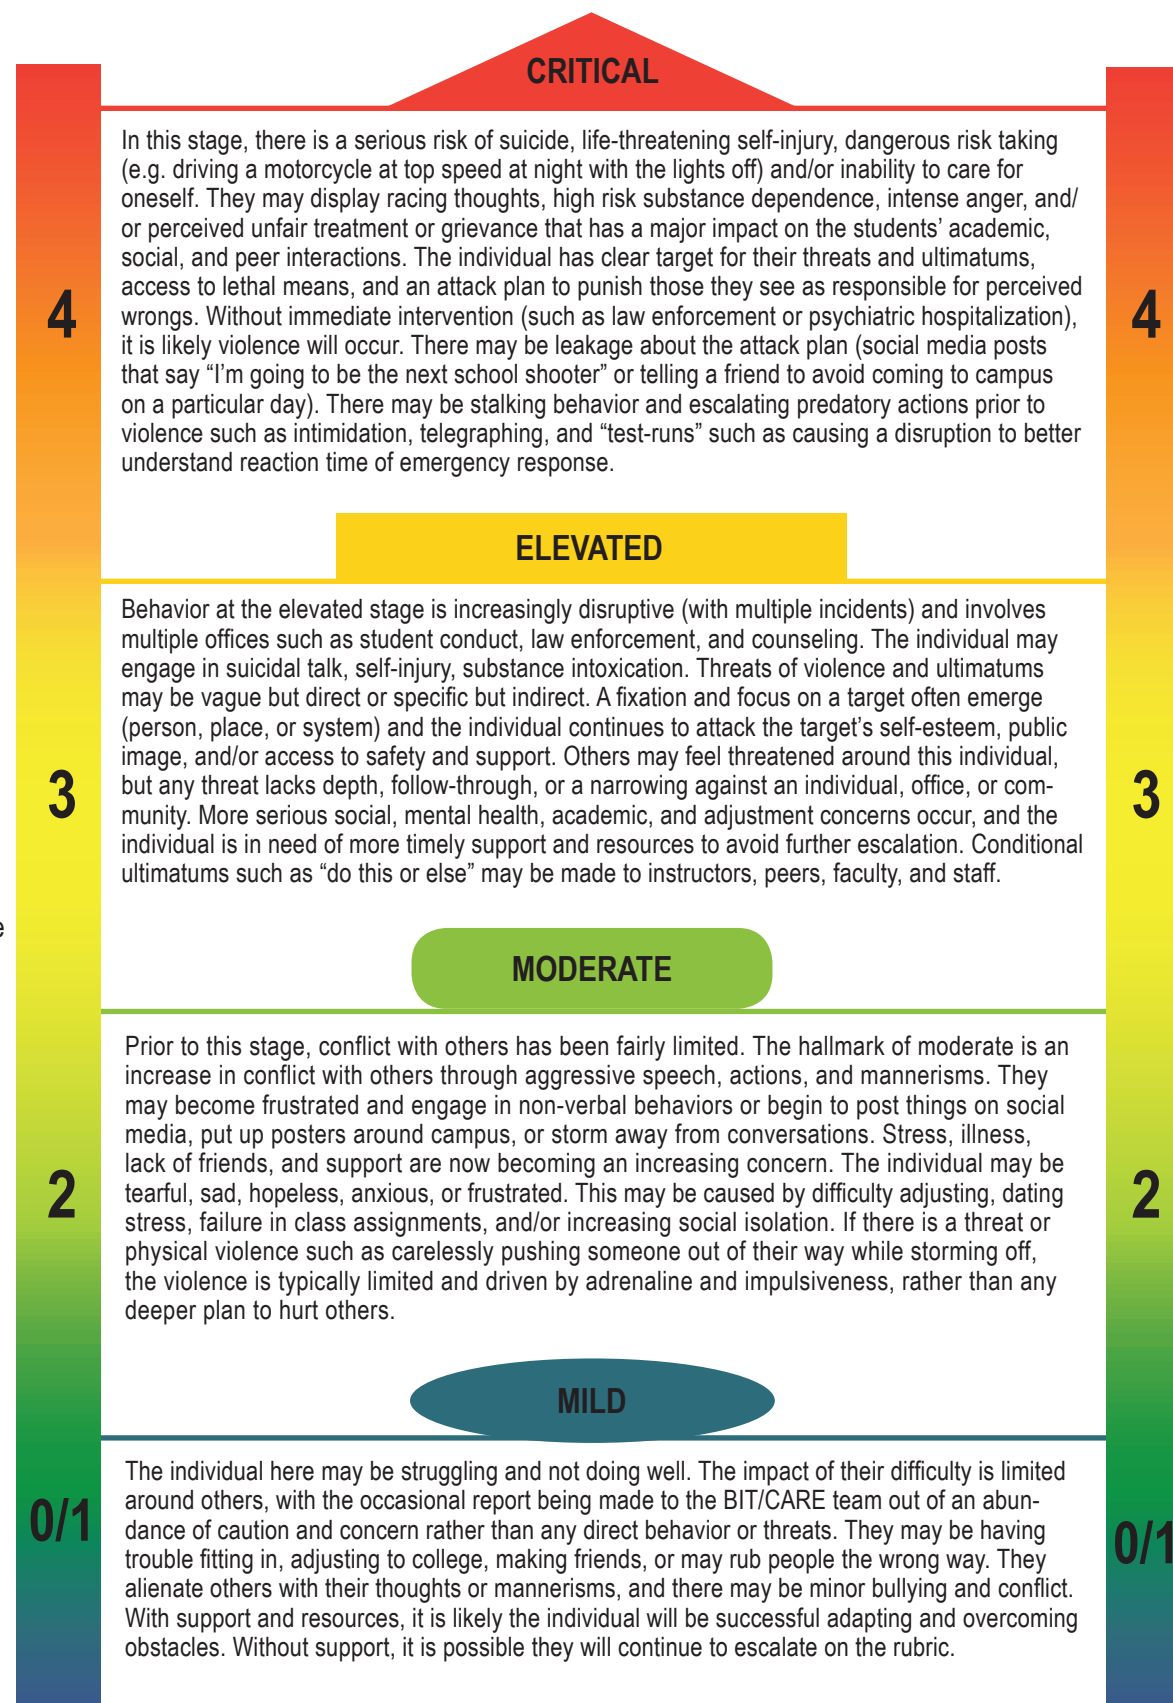 CRITICAL
In this stage, there is a serious risk of suicide, life-threatening self-injury, dangerous risk taking
(e.g. driving a motorcycle at top speed at night with the lights off) and/or inability to care for
oneself. They may display racing thoughts, high risk substance dependence, intense anger, and/
or perceived unfair treatment or grievance that has a major impact on the students’ academic,
social, and peer interactions. The individual has clear target for their threats and ultimatums,
access to lethal means, and an attack plan to punish those they see as responsible for perceived
4
4
wrongs. Without immediate intervention (such as law enforcement or psychiatric hospitalization),
it is likely violence will occur. There may be leakage about the attack plan (social media posts
that say “I’m going to be the next school shooter” or telling a friend to avoid coming to campus
on a particular day). There may be stalking behavior and escalating predatory actions prior to
violence such as intimidation, telegraphing, and “test-runs” such as causing a disruption to better
understand reaction time of emergency response.
ELEVATED
Behavior at the elevated stage is increasingly disruptive (with multiple incidents) and involves
multiple offices such as student conduct, law enforcement, and counseling. The individual may
engage in suicidal talk, self-injury, substance intoxication. Threats of violence and ultimatums
may be vague but direct or specific but indirect. A fixation and focus on a target often emerge
(person, place, or system) and the individual continues to attack the target’s self-esteem, public
image, and/or access to safety and support. Others may feel threatened around this individual,
3
3
but any threat lacks depth, follow-through, or a narrowing against an individual, office, or com-
munity. More serious social, mental health, academic, and adjustment concerns occur, and the
individual is in need of more timely support and resources to avoid further escalation. Conditional
ultimatums such as “do this or else” may be made to instructors, peers, faculty, and staff.
e
MODERATE
Prior to this stage, conflict with others has been fairly limited. The hallmark of moderate is an
increase in conflict with others through aggressive speech, actions, and mannerisms. They
may become frustrated and engage in non-verbal behaviors or begin to post things on social
media, put up posters around campus, or storm away from conversations. Stress, illness,
lack of friends, and support are now becoming an increasing concern. The individual may be
2
2
tearful, sad, hopeless, anxious, or frustrated. This may be caused by difficulty adjusting, dating
stress, failure in class assignments, and/or increasing social isolation. If there is a threat or
physical violence such as carelessly pushing someone out of their way while storming off,
the violence is typically limited and driven by adrenaline and impulsiveness, rather than any
deeper plan to hurt others.
MILD
The individual here may be struggling and not doing well. The impact of their difficulty is limited
around others, with the occasional report being made to the BIT/CARE team out of an abun-
0/1
0/1
dance of caution and concern rather than any direct behavior or threats. They may be having
trouble fitting in, adjusting to college, making friends, or may rub people the wrong way. They
alienate others with their thoughts or mannerisms, and there may be minor bullying and conflict.
With support and resources, it is likely the individual will be successful adapting and overcoming
obstacles. Without support, it is possible they will continue to escalate on the rubric.